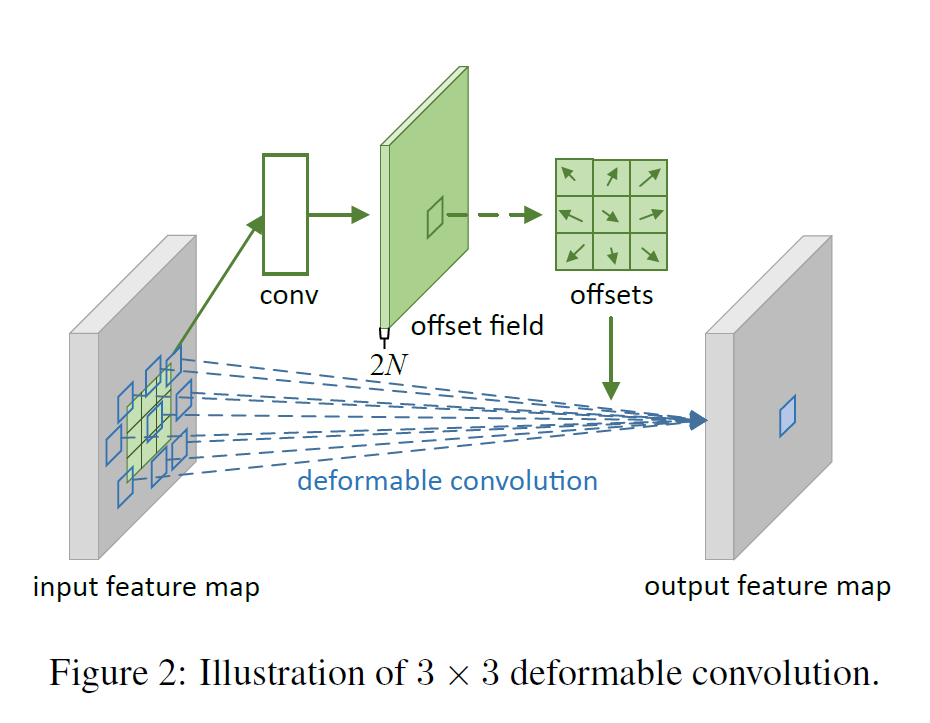 conv
offset field
offsets
2N
deformable convolution
input feature map
output feature map
Figure 2: Illustration of 3 × 3 deformable convolution.